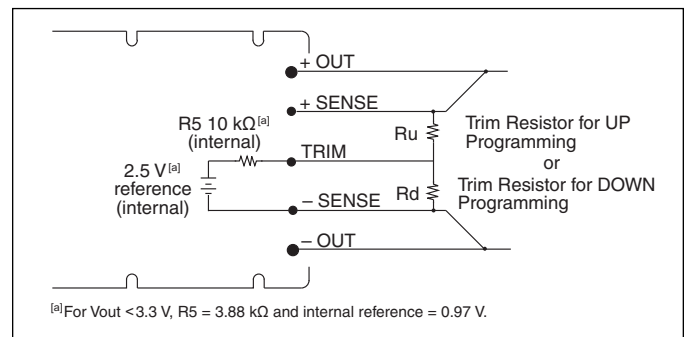 + OUT
+ SENSE
R5 10 kΩ[a]
(internal)
TRIM
Ru
Trim Resistor for UP
Programming
or
Trim Resistor for DOWN
Programming
2.5 V[a]
reference
(internal)
Rd
– SENSE
– OUT
[a]For Vout <3.3 V, R5 = 3.88 kΩ and internal reference = 0.97 V.